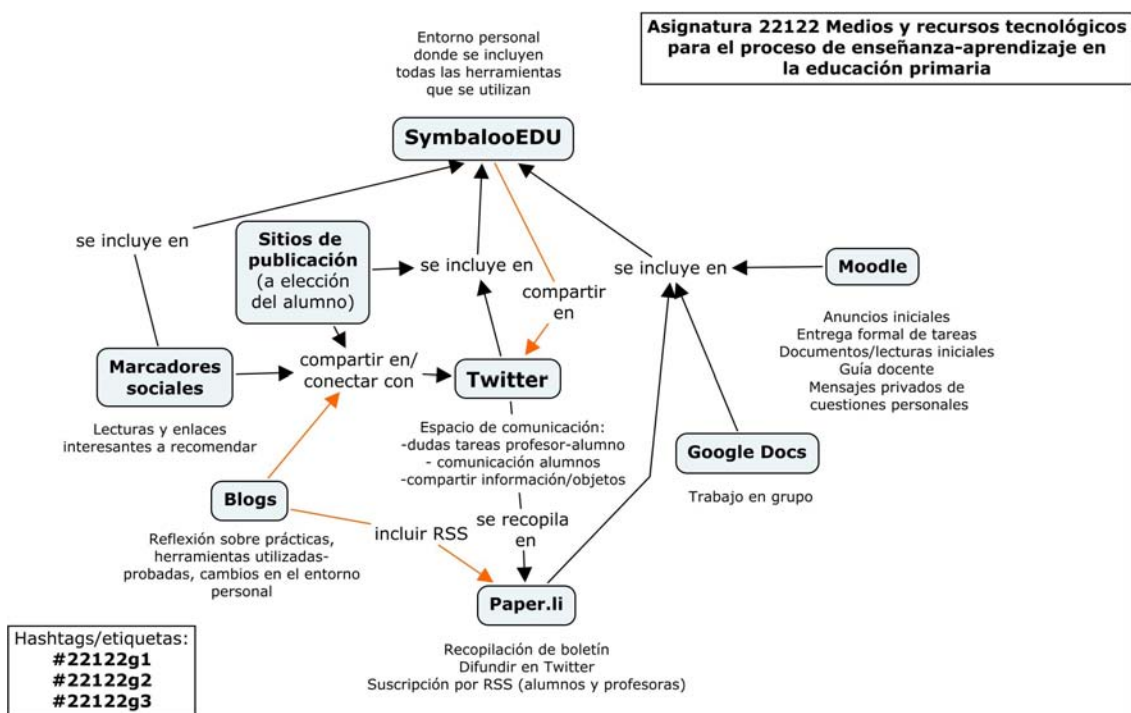 Asignatura 22122 Medios y recursos tecnológicos
para el proceso de enseñanza-aprendizaje en
la educación primaria
Entorno personal
donde se incluyen
todas las herramientas
que se utilizan
SymbalooEDU
se incluye en
Sitios de
publicación
(a elección
del alumno)
se incluye en
compartir
en
se incluye en
Moodle
Anuncios iniciales
Entrega formal de tareas
Documentos/lecturas iniciales
Guía docente
Mensajes privados de
cuestiones personales
Marcadores
sociales
Lecturas y enlaces
interesantes a recomendar
compartir en/
conectar con
Twitter
Espacio de comunicación:
-dudas tareas profesor-alumno
- comunicación alumnos
-compartir información/objetos
Google Docs
Trabajo en grupo
Blogs
Reflexión sobre prácticas,
herramientas utilizadas-
probadas, cambios en el entorno
personal
incluir RSS
se recopila
en
Paper.li
Recopilación de boletín
Difundir en Twitter
Suscripción por RSS (alumnos y profesoras)
Hashtags/etiquetas:
#22122g1
#22122g2
#22122g3